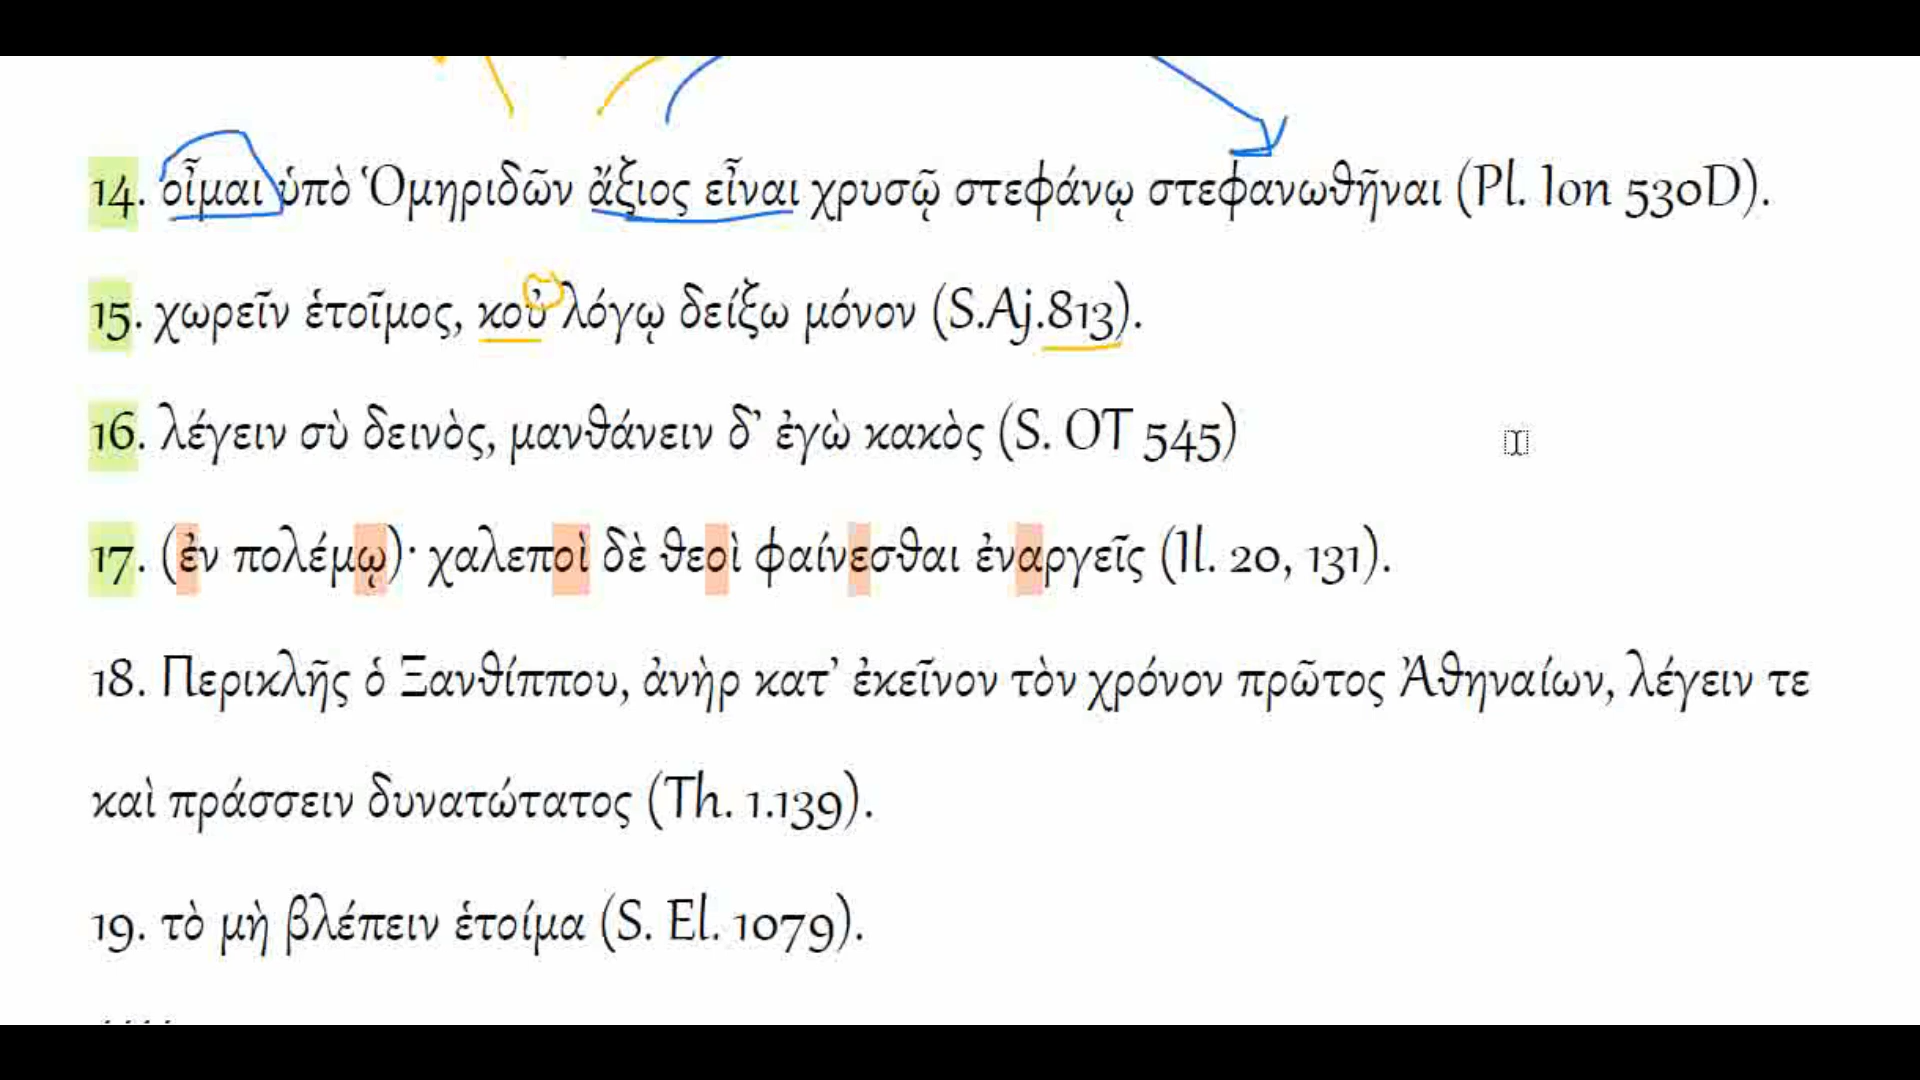 14. οἶμαι ὑπὸ Ὁμηριδῶν ἄξιος εἶναι χρυσῷ στεφάνῳ στεφανωθῆναι (Pl. Ion 530D).
15. χωρεῖν ἑτοῖμος, κοὐ λόγῳ δείξω μόνον (S.Aj.813).
16. λέγειν σὺ δεινὸς, μανθάνειν δ’ ἐγὼ κακὸς (S. OT 545)
17. (ἐν πολέμῳ)· χαλεποὶ δὲ θεοὶ φαίνεσθαι ἐναργεῖς (Il. 20, 131).
18. Περικλῆς ὁ Ξανθίππου, ἀνὴρ κατ’ ἐκεῖνον τὸν χρόνον πρῶτος Ἀθηναίων, λέγειν τε
καὶ πράσσειν δυνατώτατος (Th. 1.139).
19. τὸ μὴ βλέπειν ἑτοίμα (S. El. 1079).